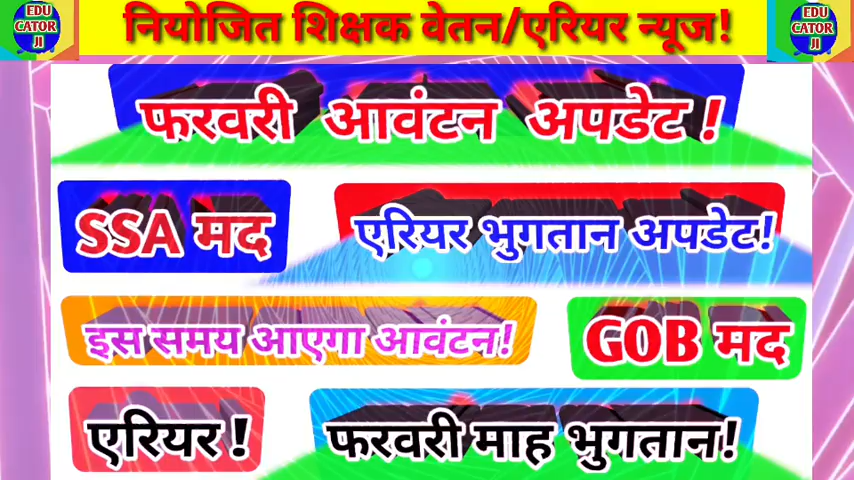 EDU
CATOR
JI
नियोजित शिक्षक वेतन/एरियर न्यूज!
EDU
CATOR
JI
फरवरी आवंटन अपडेट !
SSA मद
एरियर भुगतान अपडेट!
इस समय आएगा आवंटन!
GOB मद
एरियर !
फरवरी माह भुगतान!